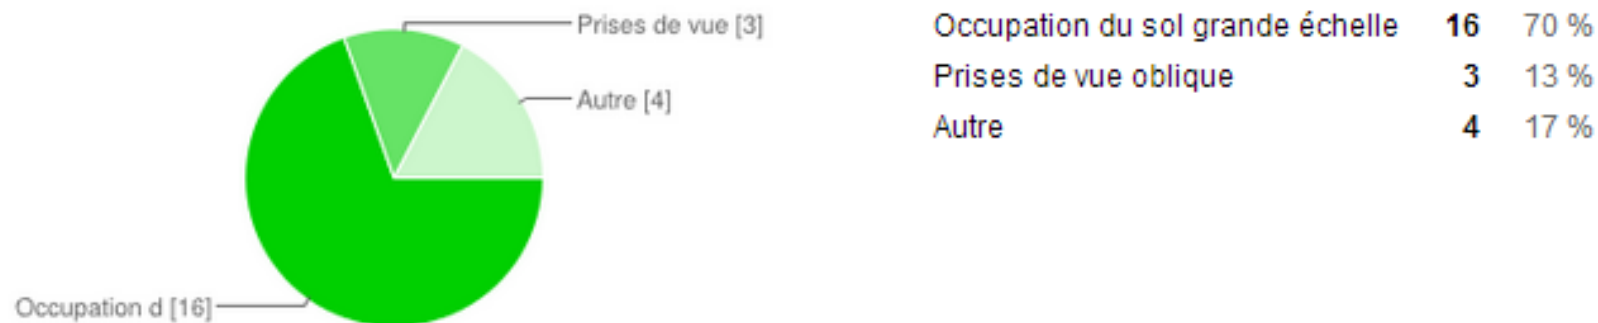 Prises de vue [3]
Autre [4]
Occupation d [16]
Occupation du sol grande échelle 16 70 %
Prises de vue oblique 3 13 %
Autre 4 17 %